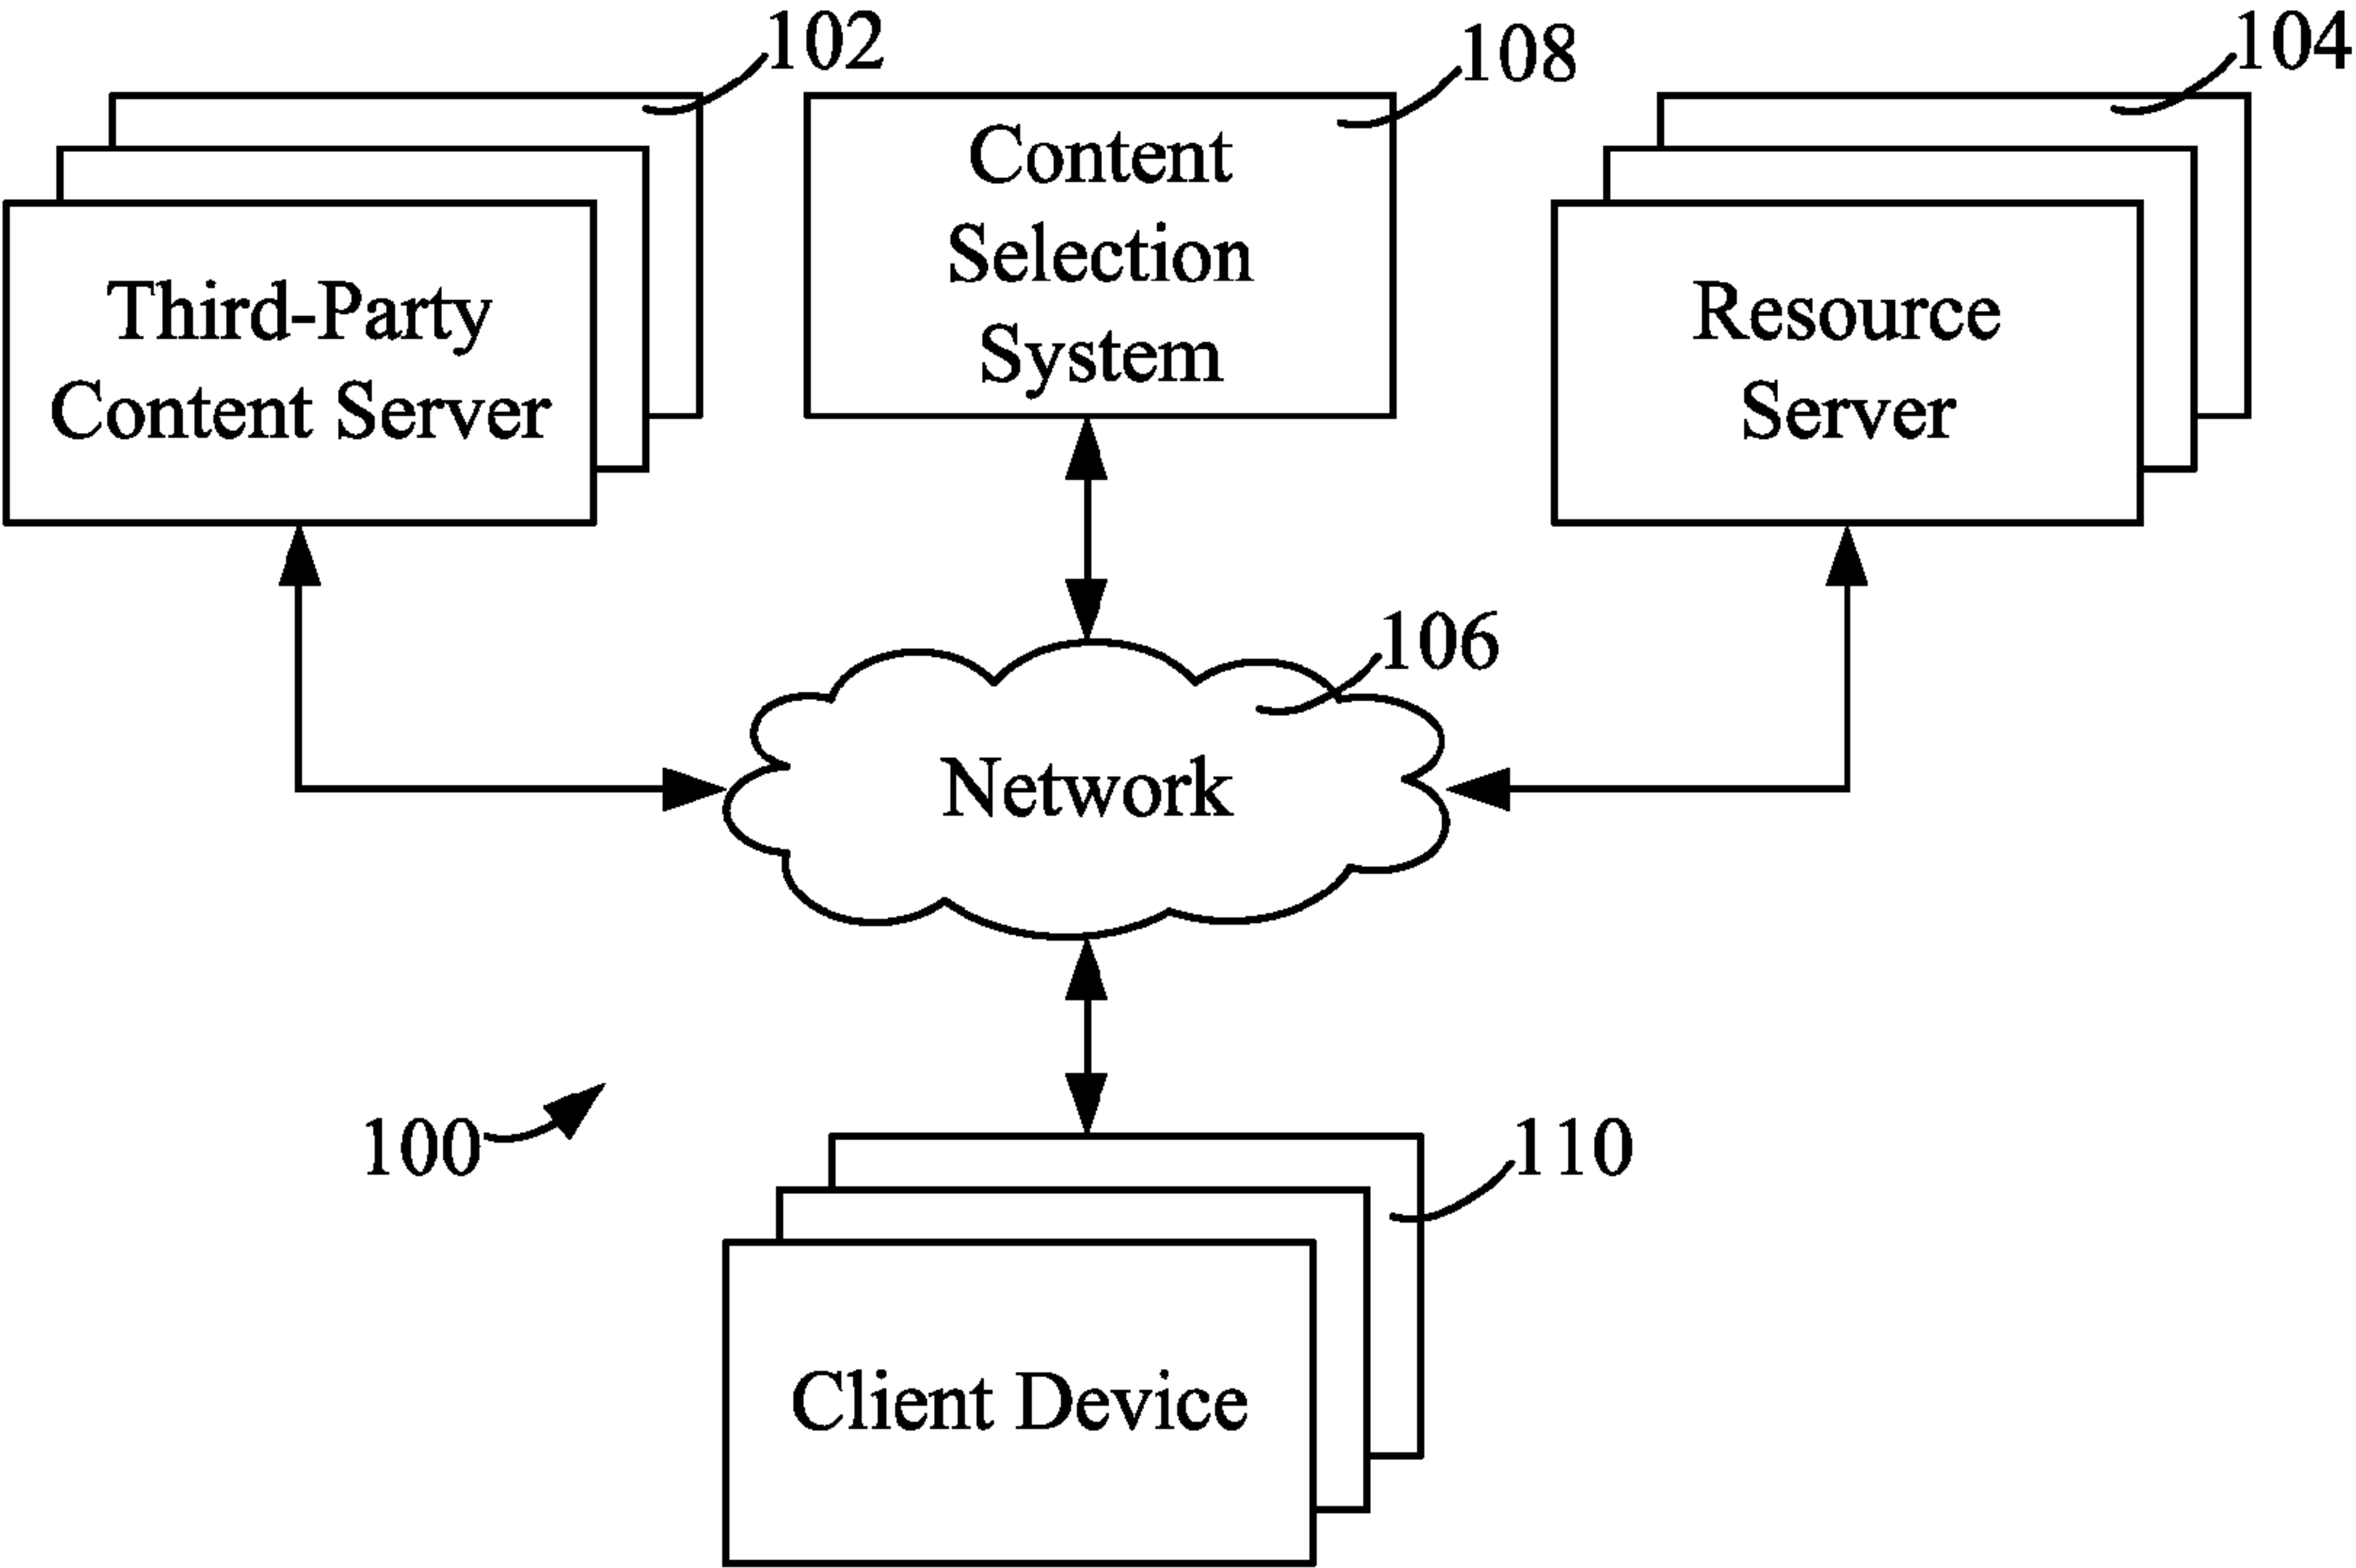 102
108
104
Content
Selection
System
Third-Party
Content Server
Resource
Server
106
Network
100
110
Client Device